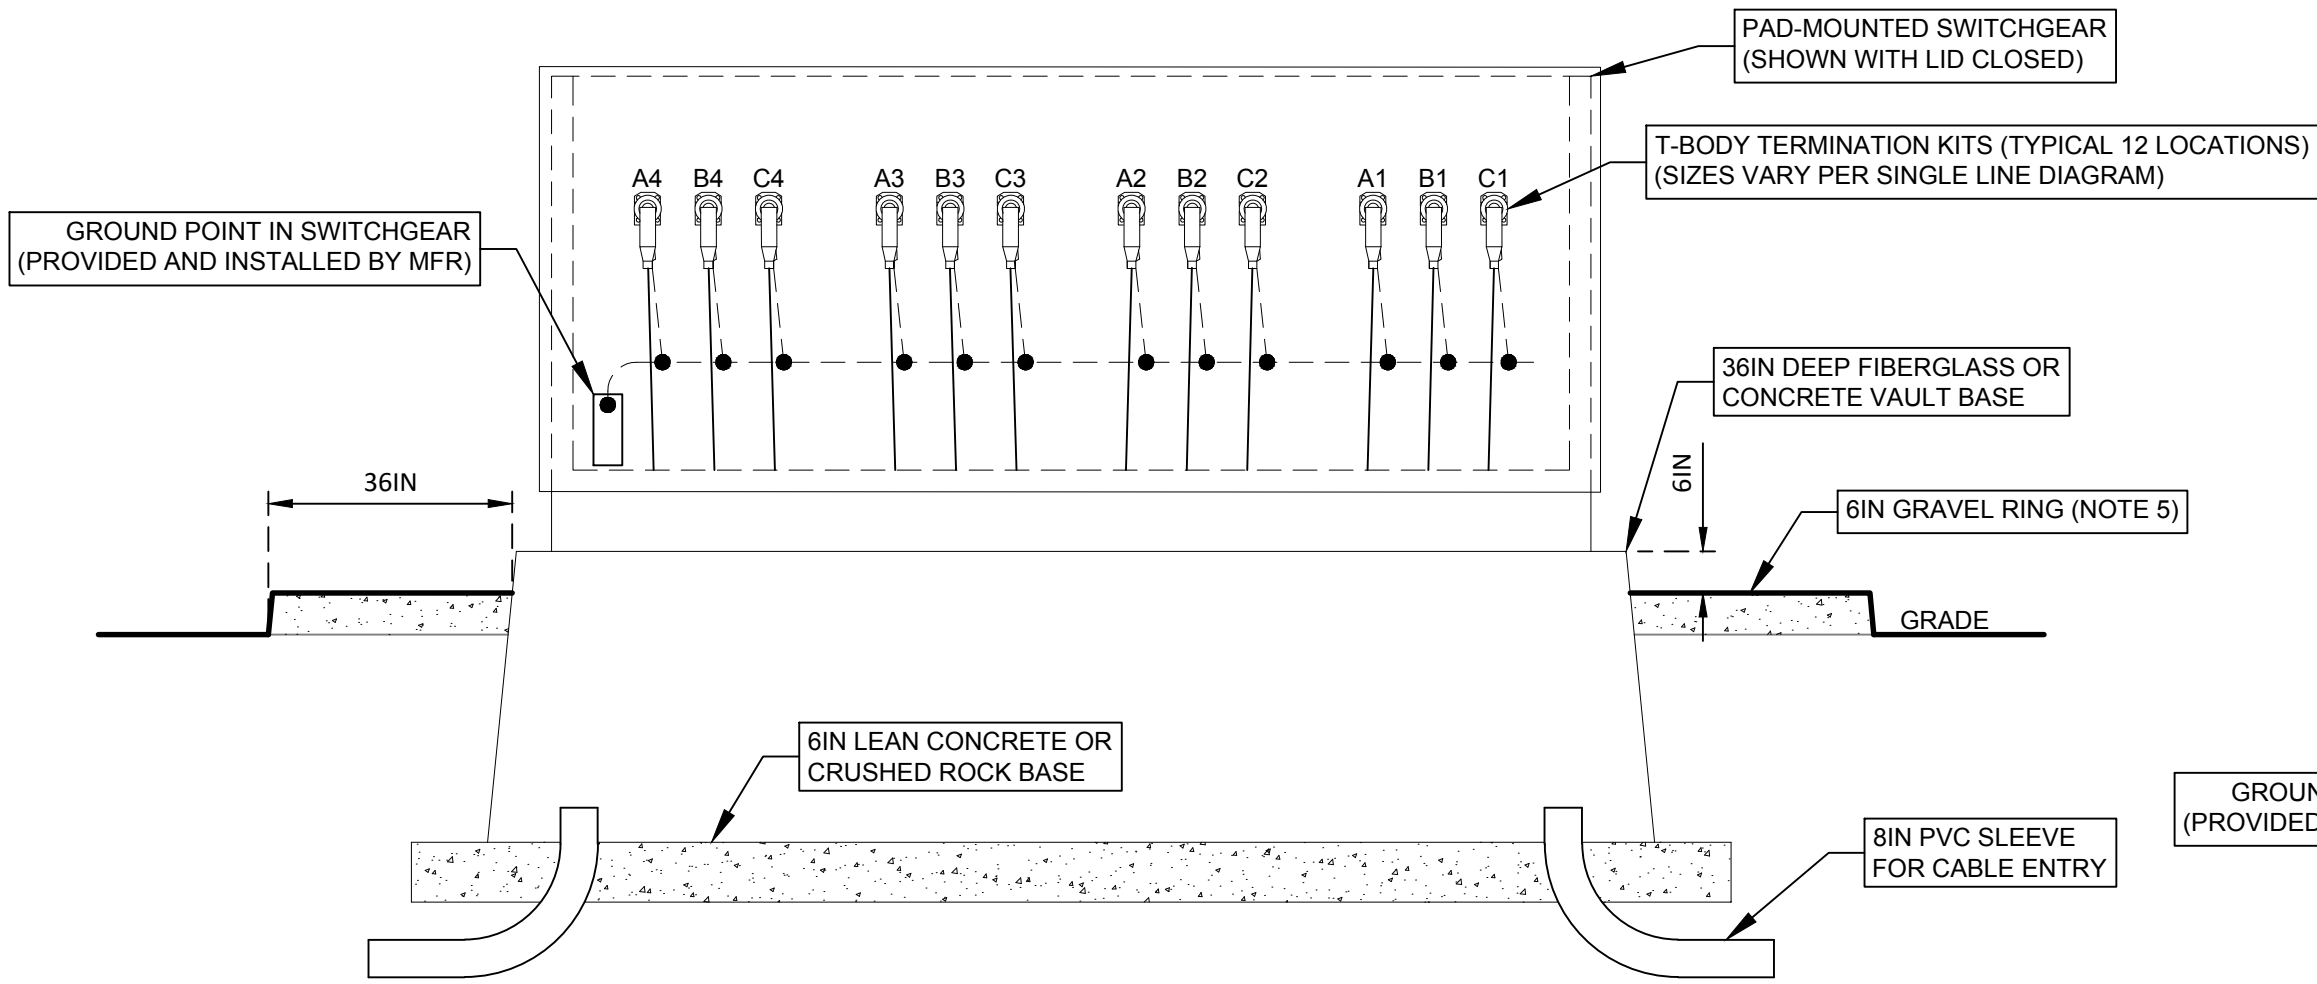 PAD-MOUNTED SWITCHGEAR
(SHOWN WITH LID CLOSED)
T-BODY TERMINATION KITS (TYPICAL 12 LOCATIONS)
(SIZES VARY PER SINGLE LINE DIAGRAM)
A4 B4 C4 A3 B3 C3 A2 B2 C2 A1 B1 C1
GROUND POINT IN SWITCHGEAR
(PROVIDED AND INSTALLED BY MFR)
36IN DEEP FIBERGLASS OR
CONCRETE VAULT BASE
36IN
6IN
6IN GRAVEL RING (NOTE 5)
GRADE
6IN LEAN CONCRETE OR
CRUSHED ROCK BASE
8IN PVC SLEEVE
FOR CABLE ENTRY
GROUN
(PROVIDED